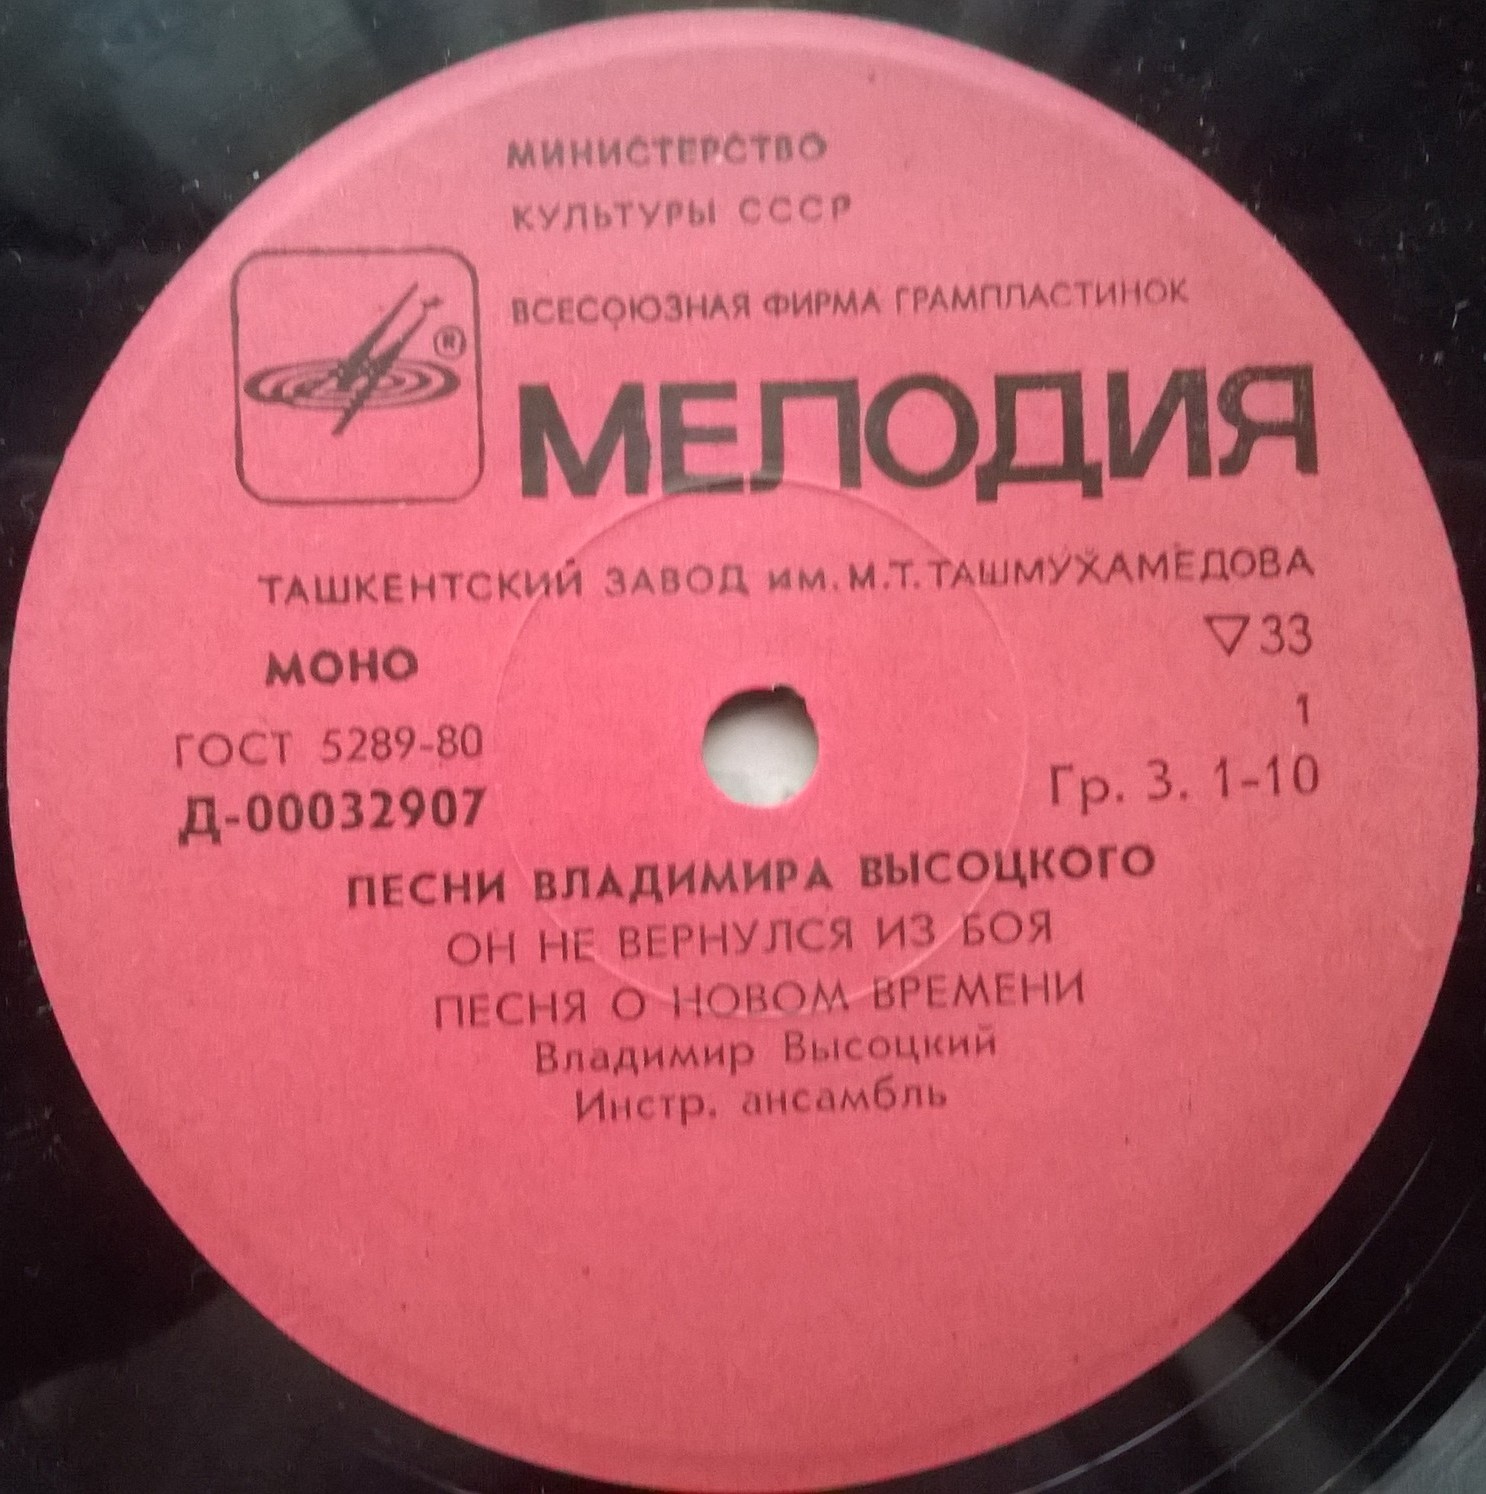 МИНИСТЕРСТВО
КУЛЬТУРЫ СССР
ВСЕСОЮЗНАЯ ФИРМА ГРАМПЛАСТИНОК
®
МЕЛОДИЯ
ТАШКЕНТСКИЙ ЗАВОД им. М.Т. ТАШМУХАМЕДОВА
МОНО ▽33
ГОСТ 5289-80 1
Д-00032907 Гр. 3. 1-10
ПЕСНИ ВЛАДИМИРА ВЫСОЦКОГО
ОН НЕ ВЕРНУЛСЯ ИЗ БОЯ
ПЕСНЯ О НОВОМ ВРЕМЕНИ
Владимир Высоцкий
Инстр. ансамбль